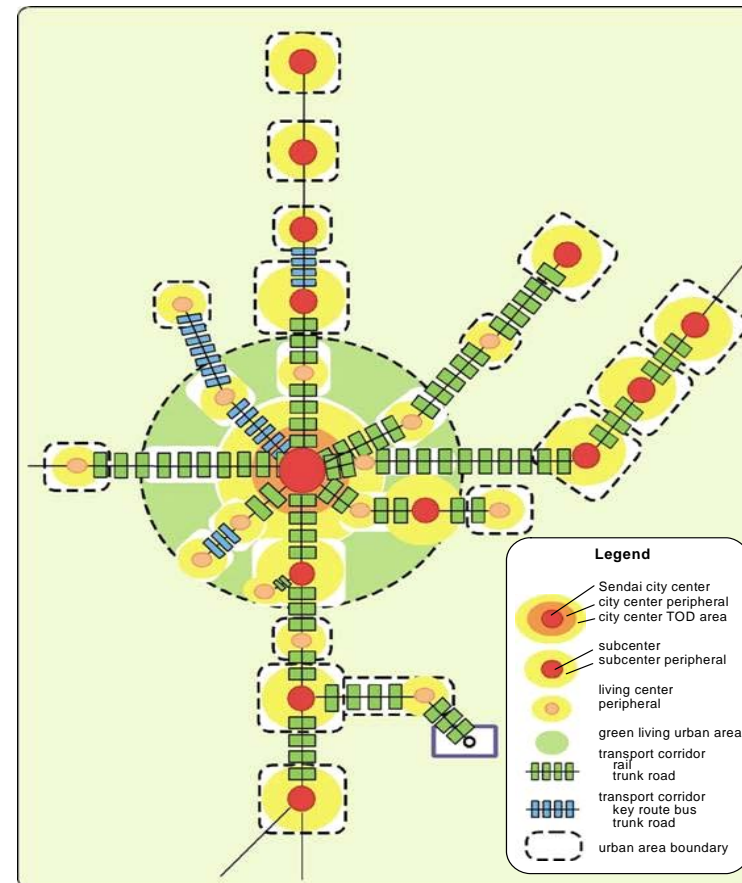 Legend
Sendai city center
city center peripheral
city center TOD area
subcenter
subcenter peripheral
living center
peripheral
green living urban area
transport corridor
rail
trunk road
transport corridor
key route bus
trunk road
urban area boundary